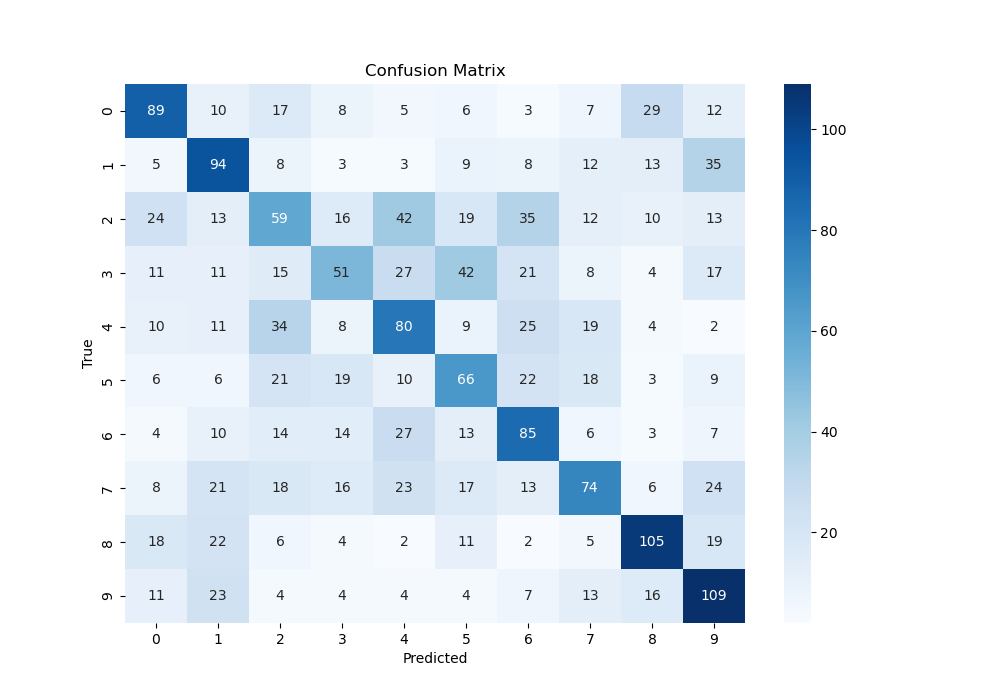 Confusion Matrix
0 89 10 17 8 5 6 3 7 29 12
1 5 94 8 3 3 9 8 12 13 35
2 24 13 59 16 42 19 35 12 10 13
3 11 11 15 51 27 42 21 8 4 17
4 10 11 34 8 80 9 25 19 4 2
5 6 6 21 19 10 66 22 18 3 9
6 4 10 14 14 27 13 85 6 3 7
7 8 21 18 16 23 17 13 74 6 24
8 18 22 6 4 2 11 2 5 105 19
9 11 23 4 4 4 4 7 13 16 109
0 1 2 3 4 5 6 7 8 9
Predicted
True
100
80
60
40
20